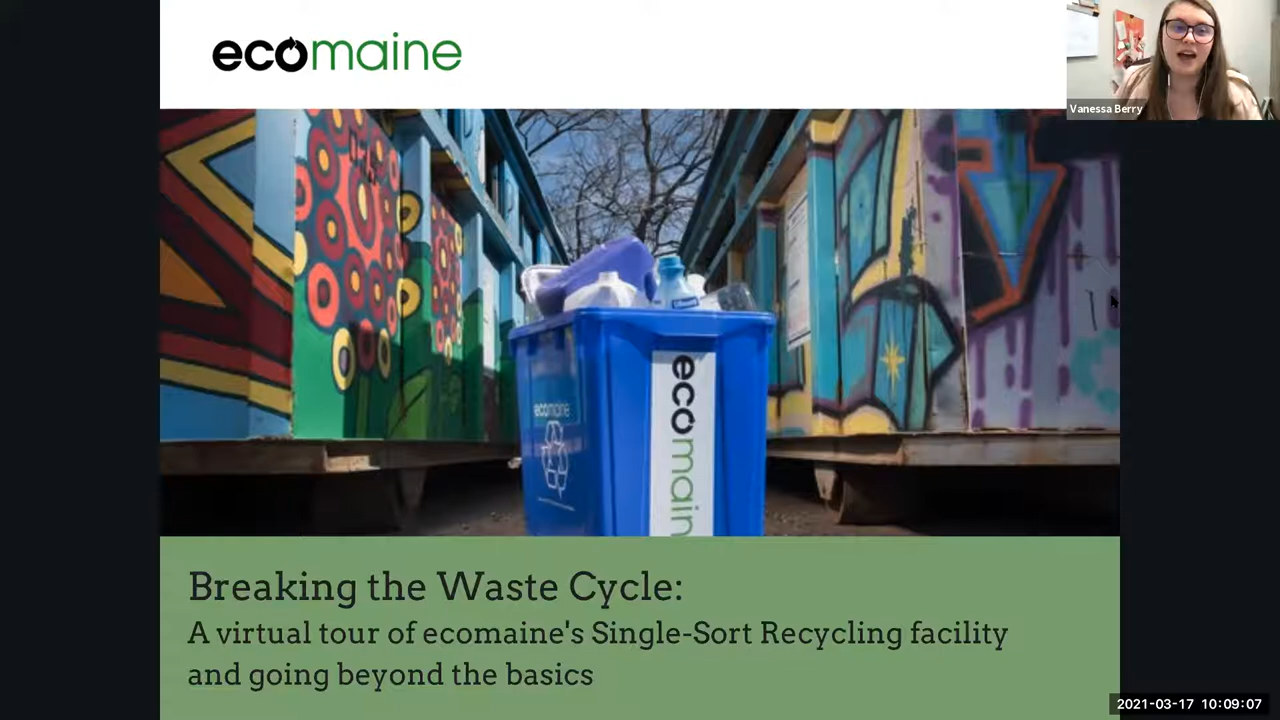 ecomaine
Vanessa Berry
ecomaine
ecomain
Breaking the Waste Cycle:
A virtual tour of ecomaine's Single-Sort Recycling facility
and going beyond the basics
2021-03-17 10:09:07